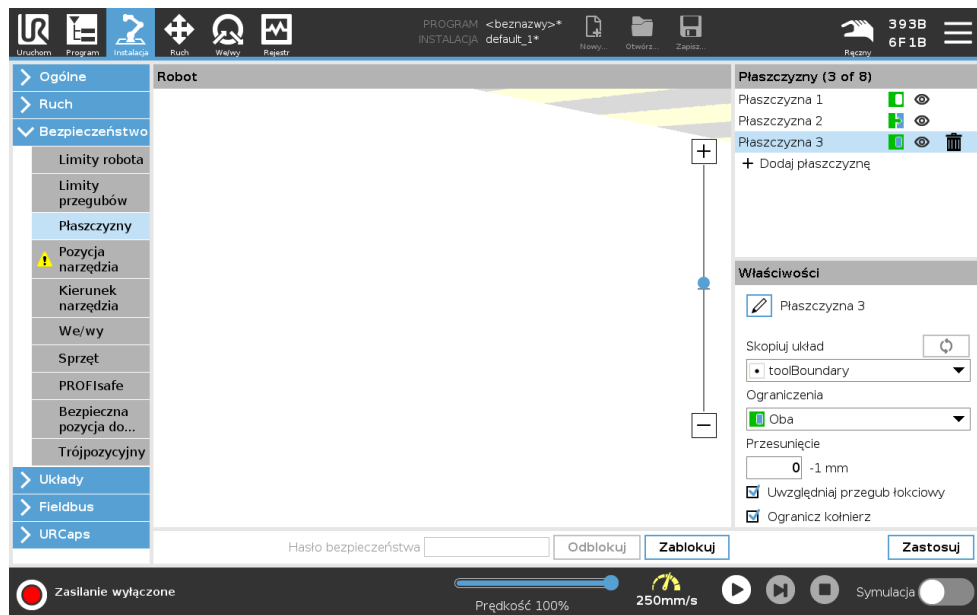 PROGRAM <beznazwy>*
INSTALACJA default_1*
Uruchom
Program
Instalacja
Ruch
We/wy
Rejestr
Nowy...
Otwórz...
Zapisz...
Ręczny
393B
6F1B
Ogólne
Ruch
Bezpieczeństwo
Limity robota
Limity
przegubów
Płaszczyzny
Pozycja
narzędzia
Kierunek
narzędzia
We/wy
Sprzęt
PROFIsafe
Bezpieczna
pozycja do...
Trójpozycyjny
Układy
Fieldbus
URCaps
Robot
Płaszczyzny (3 of 8)
Płaszczyzna 1
Płaszczyzna 2
Płaszczyzna 3
+ Dodaj płaszczyznę
Właściwości
Płaszczyzna 3
Skopiuj układ
toolBoundary
Ograniczenia
Oba
Przesunięcie
0 -1 mm
Uwzględniaj przegub łokciowy
Ogranicz kołnierz
Hasło bezpieczeństwa
Odblokuj
Zablokuj
Zastosuj
Zasilanie wyłączone
Prędkość 100%
250mm/s
Symulacja